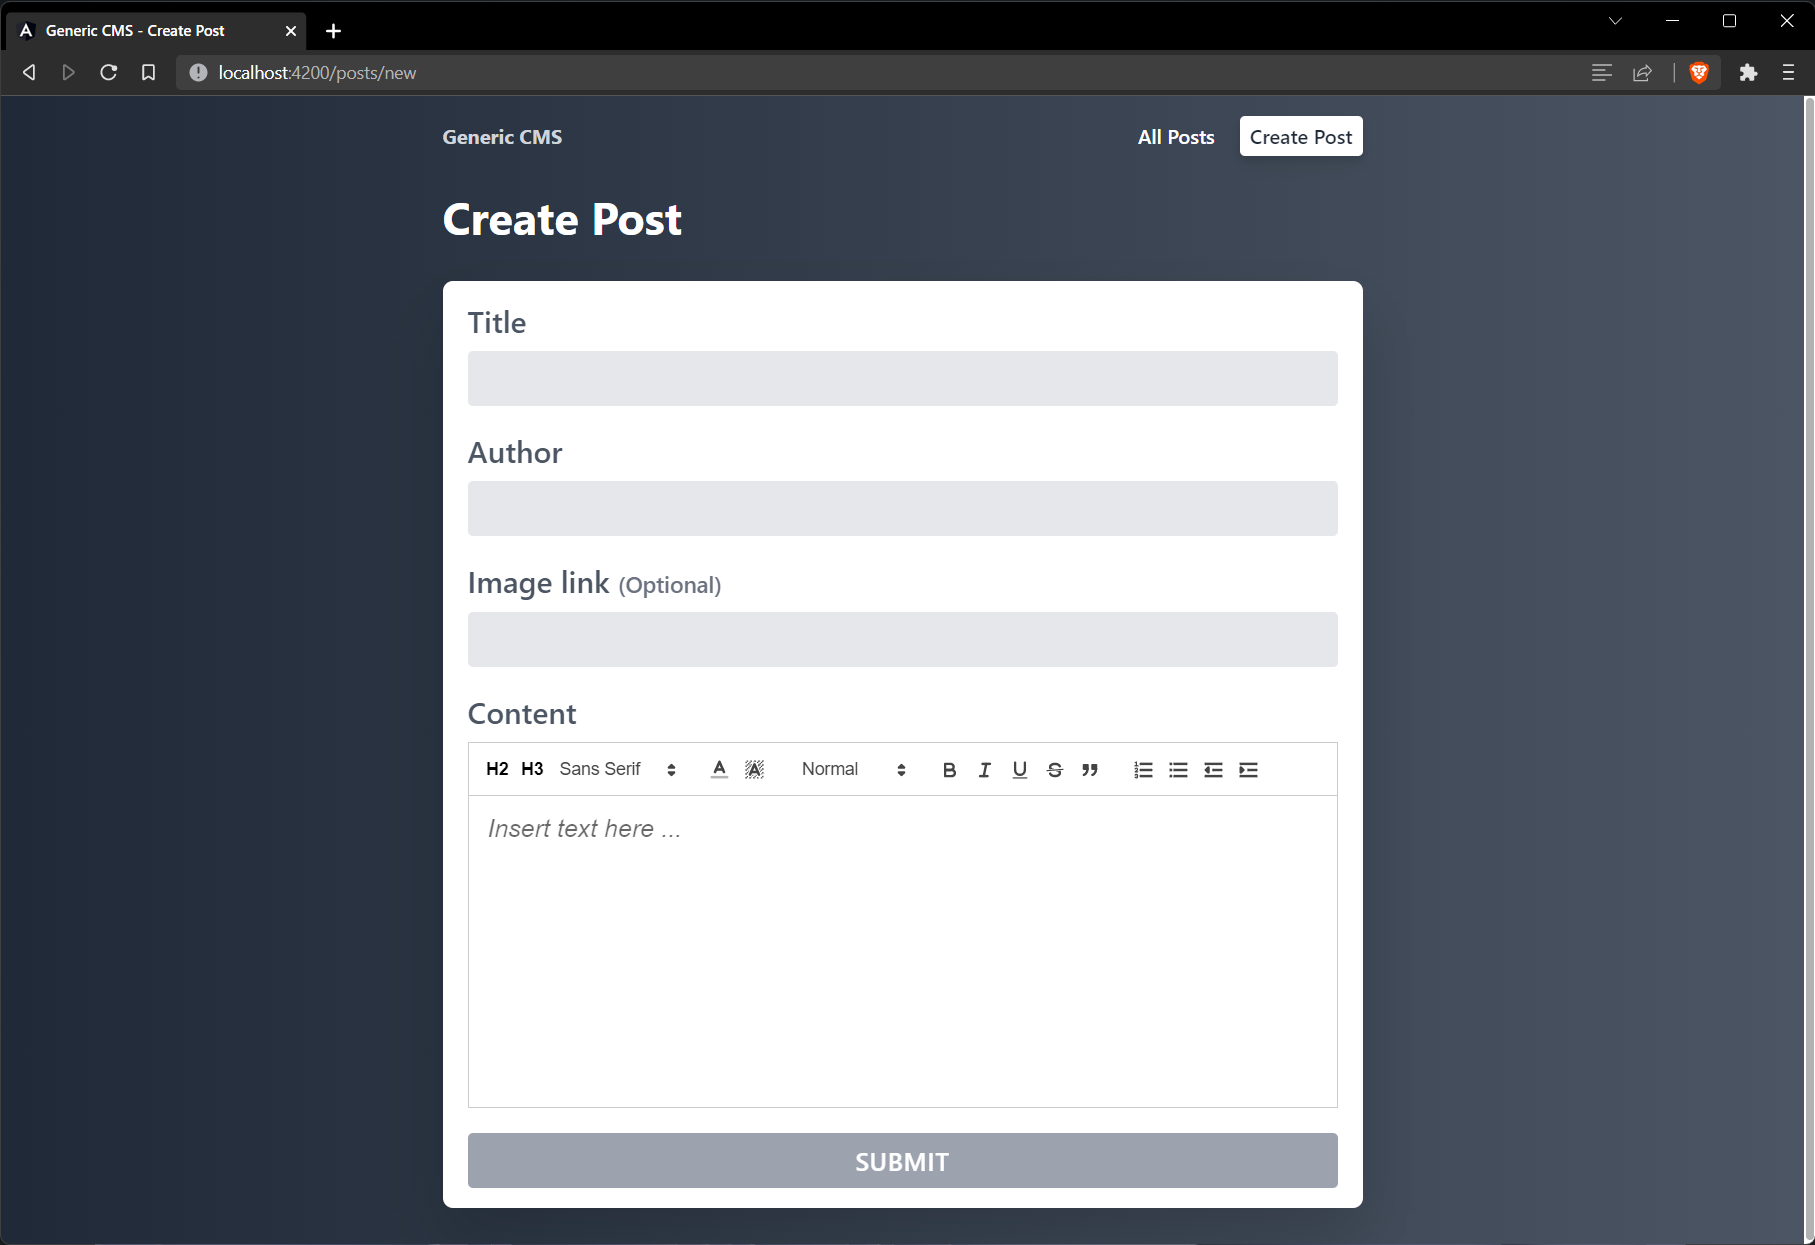 Generic CMS - Create Post
localhost:4200/posts/new
Generic CMS All Posts Create Post
Create Post
Title
Author
Image link (Optional)
Content
H2 H3 Sans Serif A A Normal B I U S
Insert text here ...
SUBMIT